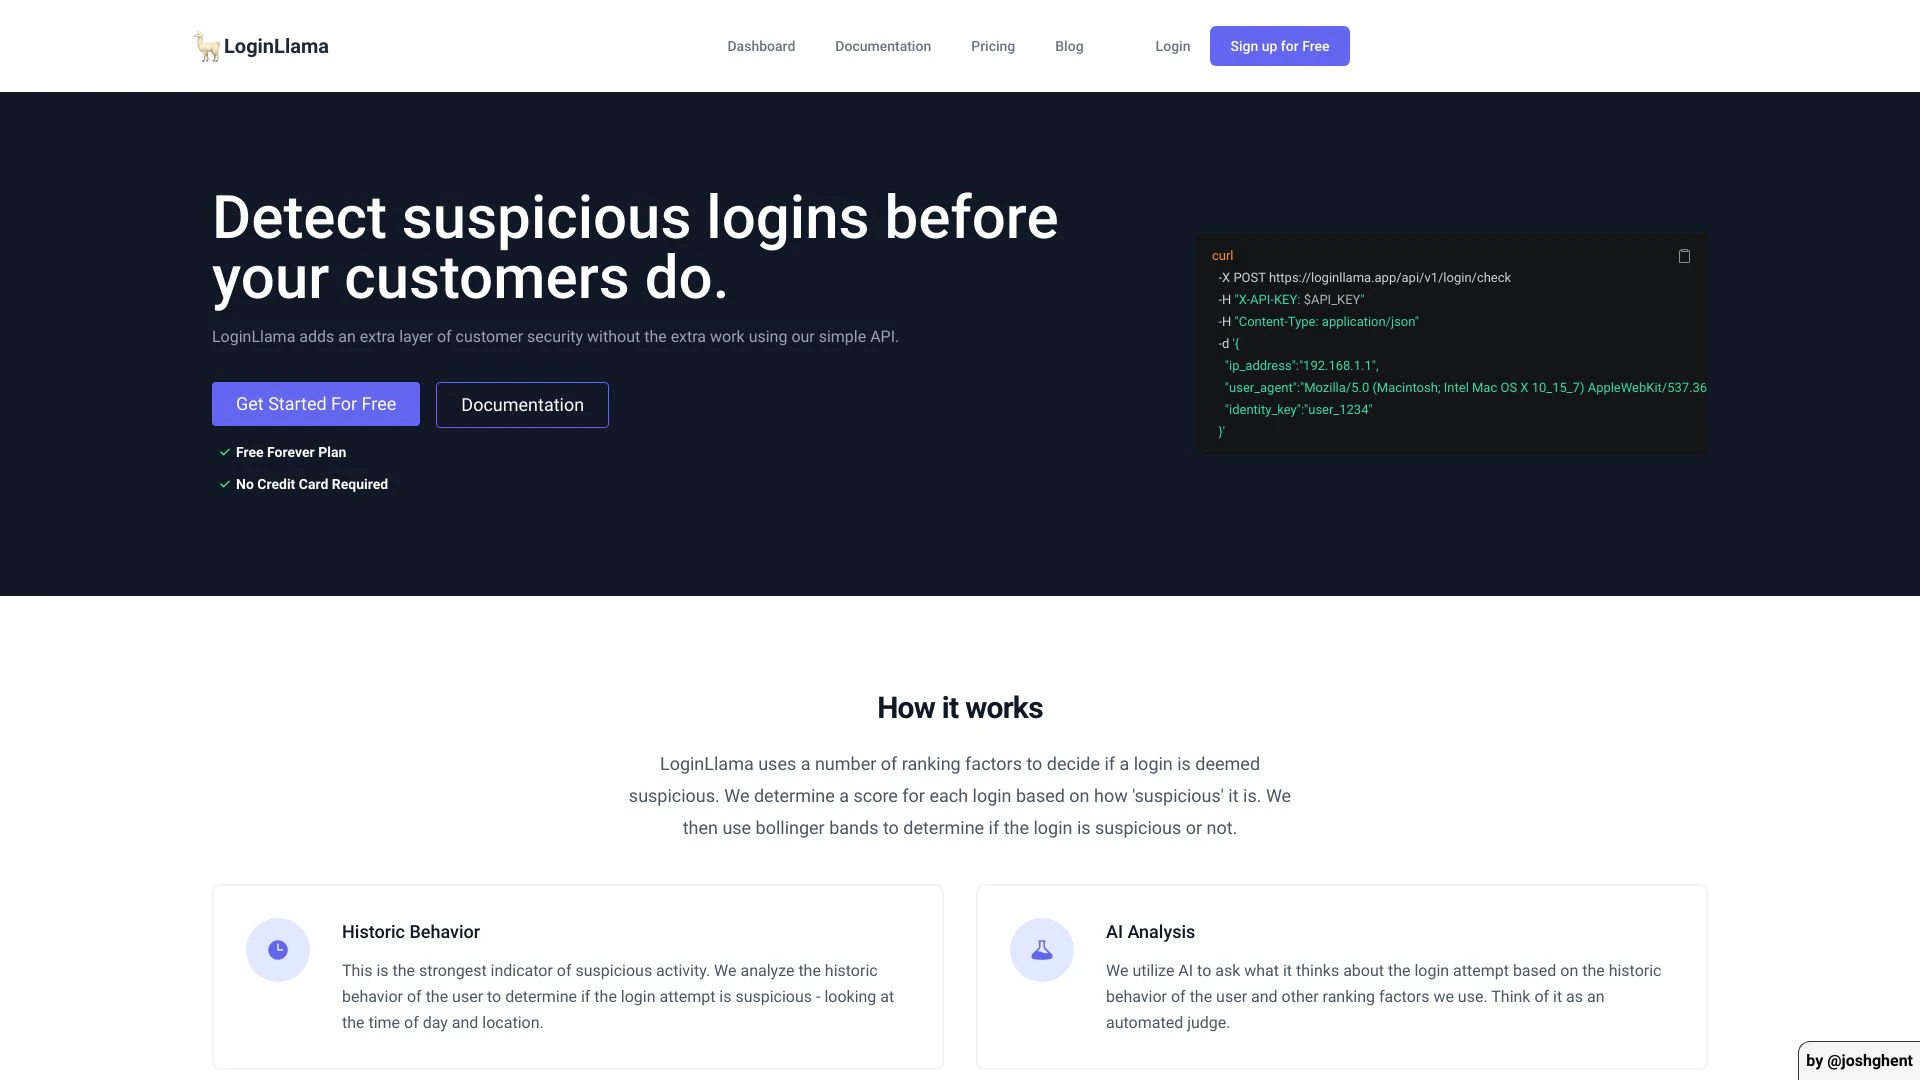 LoginLlama
Dashboard
Documentation
Pricing
Blog
Login
Sign up for Free
Detect suspicious logins before
your customers do.
LoginLlama adds an extra layer of customer security without the extra work using our simple API.
Get Started For Free
Documentation
Free Forever Plan
No Credit Card Required
curl
-X POST https://loginllama.app/api/v1/login/check
-H "X-API-KEY: $API_KEY"
-H "Content-Type: application/json"
-d '{
"ip_address":"192.168.1.1",
"user_agent":"Mozilla/5.0 (Macintosh; Intel Mac OS X 10_15_7) AppleWebKit/537.36
"identity_key":"user_1234"
}'
How it works
LoginLlama uses a number of ranking factors to decide if a login is deemed
suspicious. We determine a score for each login based on how 'suspicious' it is. We
then use bollinger bands to determine if the login is suspicious or not.
Historic Behavior
This is the strongest indicator of suspicious activity. We analyze the historic
behavior of the user to determine if the login attempt is suspicious - looking at
the time of day and location.
AI Analysis
We utilize AI to ask what it thinks about the login attempt based on the historic
behavior of the user and other ranking factors we use. Think of it as an
automated judge.
by @joshghent